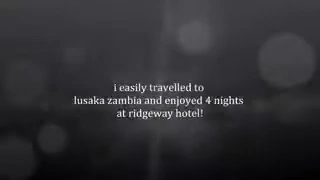 i easily travelled to
lusaka zambia and enjoyed 4 nights
at ridgeway hotel!